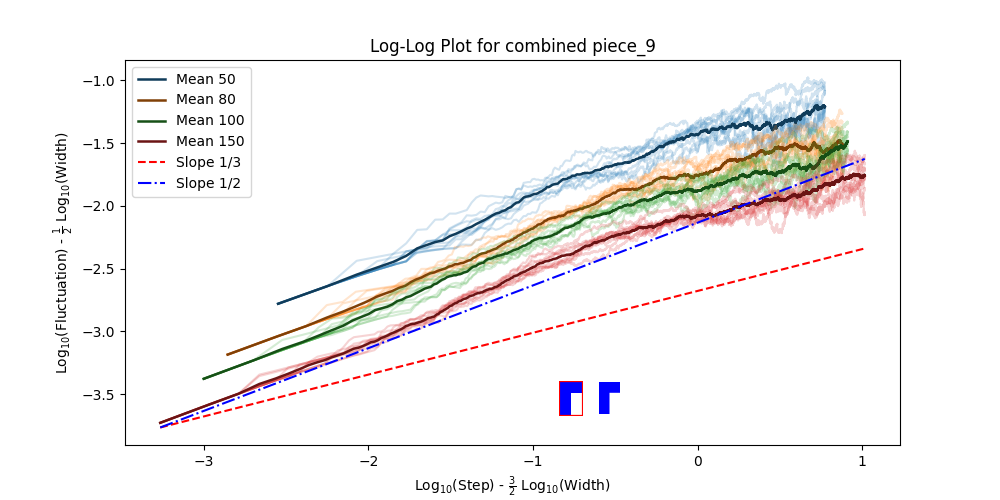 Log-Log Plot for combined piece_9
Log₁₀(Fluctuation) - 1/2 Log₁₀(Width)
−1.0
−1.5
−2.0
−2.5
−3.0
−3.5
Mean 50
Mean 80
Mean 100
Mean 150
Slope 1/3
Slope 1/2
−3
−2
−1
0
1
Log₁₀(Step) - 3/2 Log₁₀(Width)